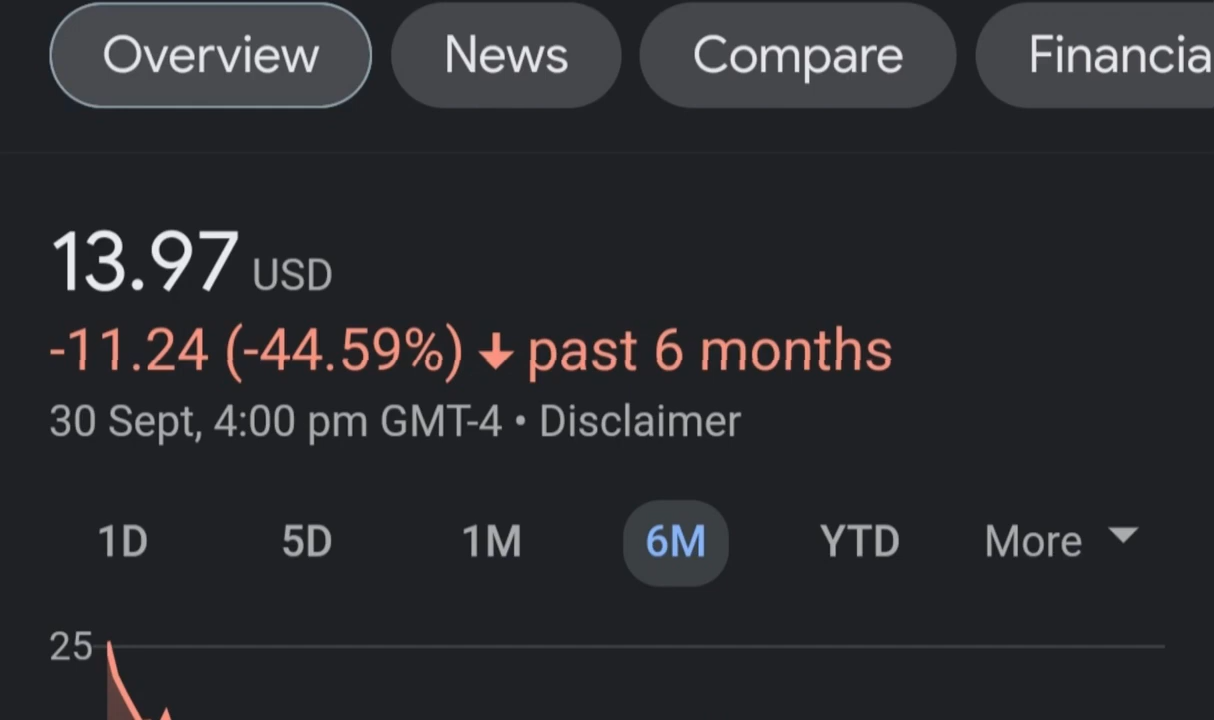 Overview News Compare Financia
13.97 USD
-11.24 (-44.59%) ↓ past 6 months
30 Sept, 4:00 pm GMT-4 • Disclaimer
1D 5D 1M 6M YTD More
25